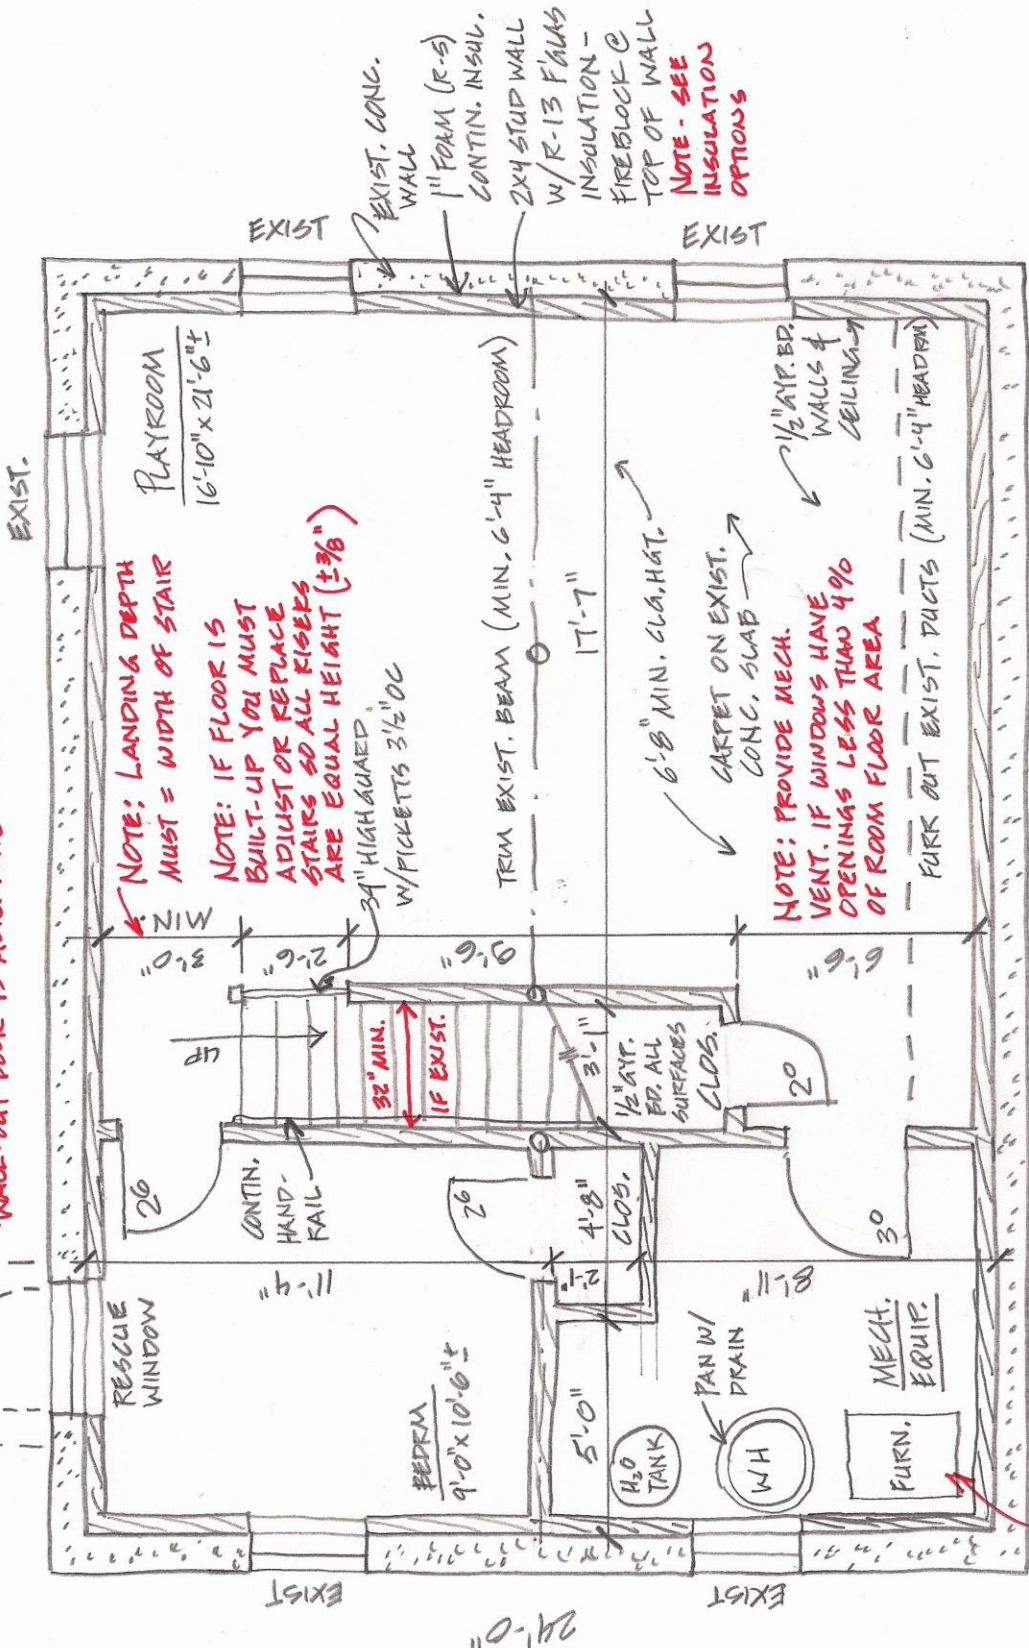 EXIST.
NOTE: LANDING DEPTH
MUST = WIDTH OF STAIR
NOTE: IF FLOOR IS
BUILT-UP YOU MUST
ADJUST OR REPLACE
STAIRS SO ALL RISERS
ARE EQUAL HEIGHT (±3/8")
PLAYROOM
16'-10" x 21'-6"±
EXIST
EXIST. CONC.
WALL
1" FOAM (R-5)
CONTIN. INSUL.
2X4 STUD WALL
W/R-13 F'GLAS
INSULATION -
FIREBLOCK @
TOP OF WALL
NOTE - SEE
INSULATION
OPTIONS
EXIST
RESCUE
WINDOW
26
CONTIN.
HAND-
RAIL
UP
3'-0"
MIN.
2'-6"
34" HIGH GUARD
W/PICKETTS 3 1/2" OC
32" MIN.
IF EXIST.
9'-6"
TRIM EXIST. BEAM (MIN. 6'-4" HEADROOM)
17'-7"
BEDRM
9'-0" x 10'-6"±
11'-4"
26
4'-8"
CLOS.
2'-1"
3'-1"
1/2" GYP.
BD. ALL
SURFACES
CLOS.
6'-8" MIN. CLG. HGT.
CARPET ON EXIST.
CONC. SLAB
1/2" GYP. BD.
WALLS &
CEILING
NOTE: PROVIDE MECH.
VENT. IF WINDOWS HAVE
OPENINGS LESS THAN 4%
OF ROOM FLOOR AREA
FURR OUT EXIST. DUCTS (MIN. 6'-4" HEADRM)
6'-6"
20
30
8'-11"
5'-0"
H2O
TANK
PAN W/
DRAIN
WH
MECH.
EQUIP.
FURN.
EXIST
EXIST
24'-0"